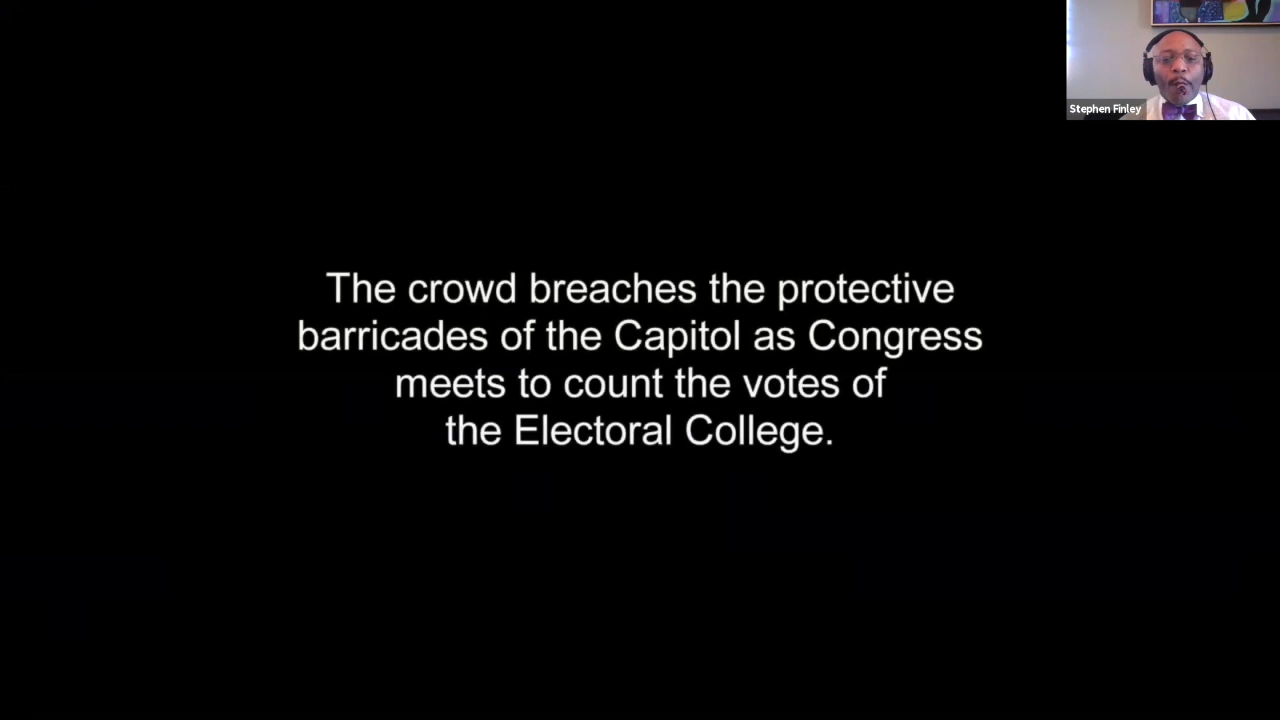 Stephen Finley
The crowd breaches the protective
barricades of the Capitol as Congress
meets to count the votes of
the Electoral College.